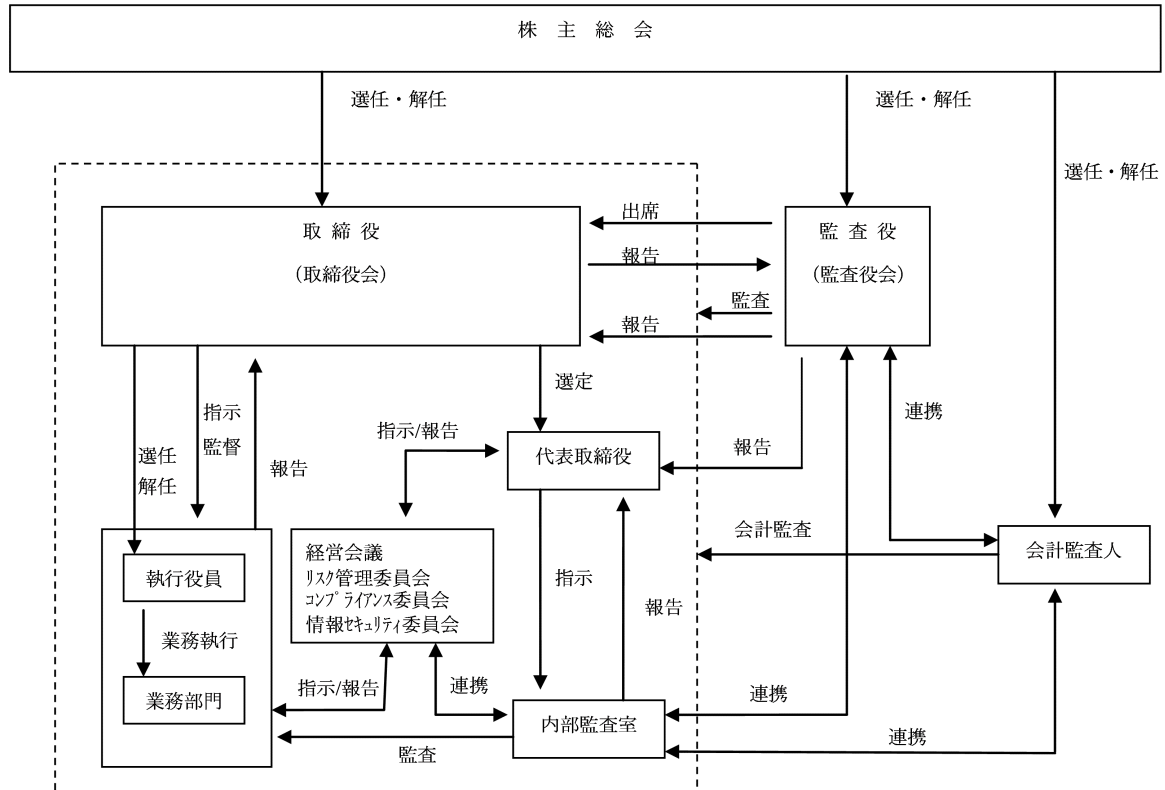 株 主 総 会
選任・解任
選任・解任
選任・解任
取 締 役
(取締役会)
出席
報告
監査
報告
監 査 役
(監査役会)
選任
解任
指示
監督
報告
選定
指示/報告
代表取締役
報告
連携
会計監査
会計監査人
執行役員
業務執行
業務部門
経営会議
ﾘｽｸ管理委員会
ｺﾝﾌﾟﾗｲｱﾝｽ委員会
情報ｾｷｭﾘﾃｨ委員会
指示
報告
指示/報告
連携
内部監査室
連携
連携
監査